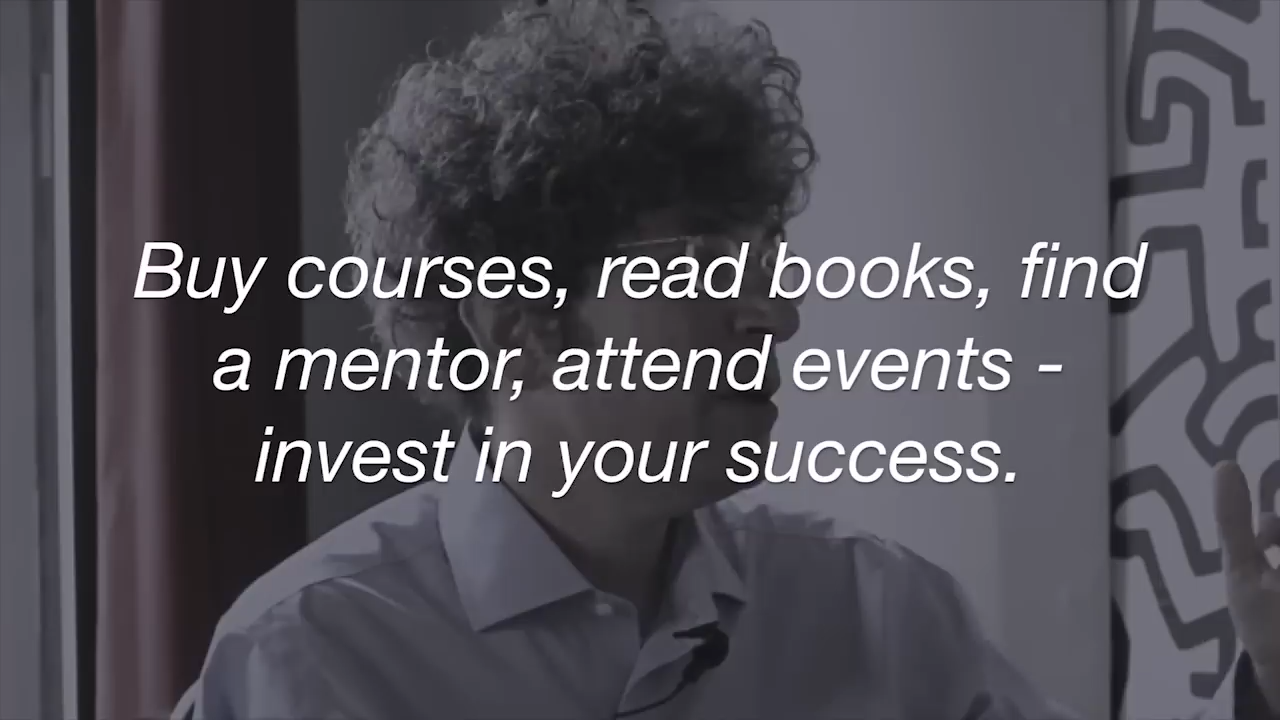 Buy courses, read books, find
a mentor, attend events -
invest in your success.